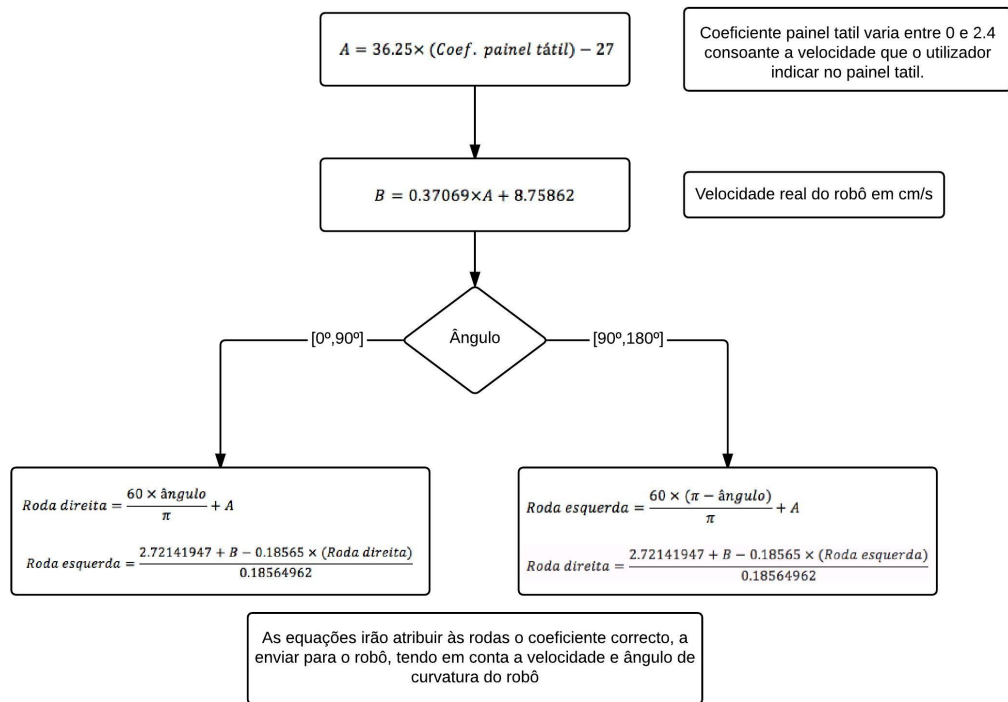 A = 36.25× (Coef. painel tátil) − 27
Coeficiente painel tatil varia entre 0 e 2.4
consoante a velocidade que o utilizador
indicar no painel tatil.
B = 0.37069×A + 8.75862
Velocidade real do robô em cm/s
Ângulo
[0º,90º]
[90º,180º]
Roda direita = (60 × ângulo)/π + A
Roda esquerda = (2.72141947 + B − 0.18565 × (Roda direita))/0.18564962
Roda esquerda = (60 × (π − ângulo))/π + A
Roda direita = (2.72141947 + B − 0.18565 × (Roda esquerda))/0.18564962
As equações irão atribuir às rodas o coeficiente correcto, a
enviar para o robô, tendo em conta a velocidade e ângulo de
curvatura do robô